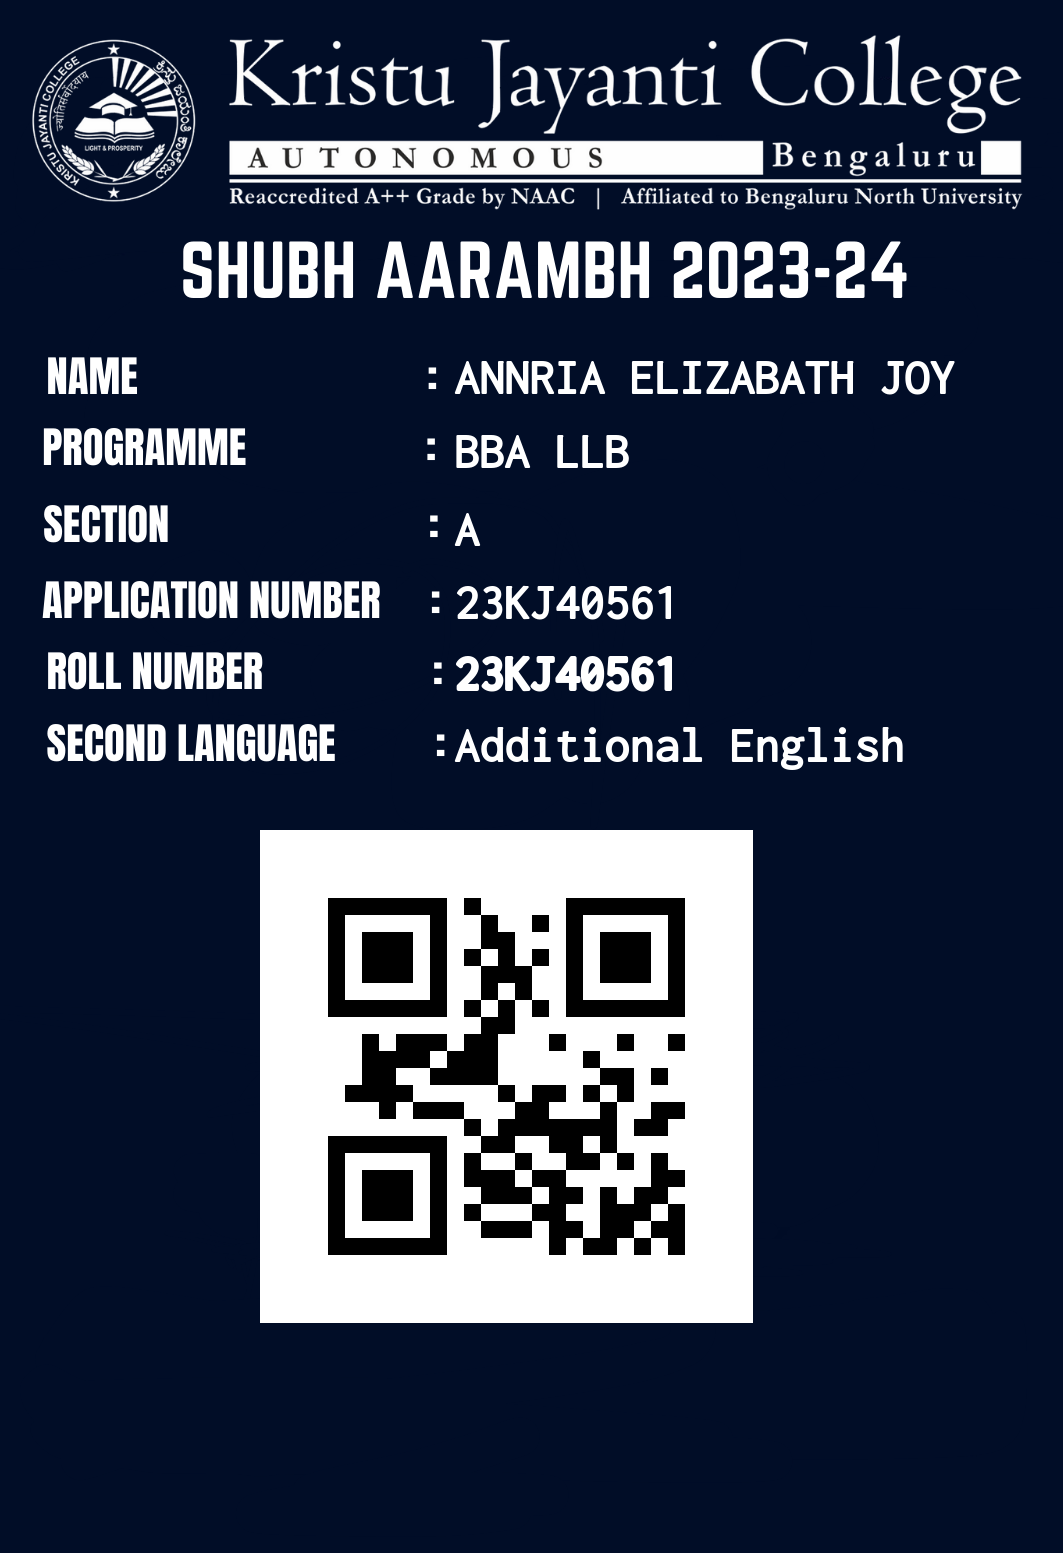 Kristu Jayanti College
AUTONOMOUS Bengaluru
Reaccredited A++ Grade by NAAC | Affiliated to Bengaluru North University
KRISTU JAYANTI COLLEGE
LIGHT & PROSPERITY
SHUBH AARAMBH 2023-24
NAME : ANNRIA ELIZABATH JOY
PROGRAMME : BBA LLB
SECTION : A
APPLICATION NUMBER : 23KJ40561
ROLL NUMBER : 23KJ40561
SECOND LANGUAGE : Additional English